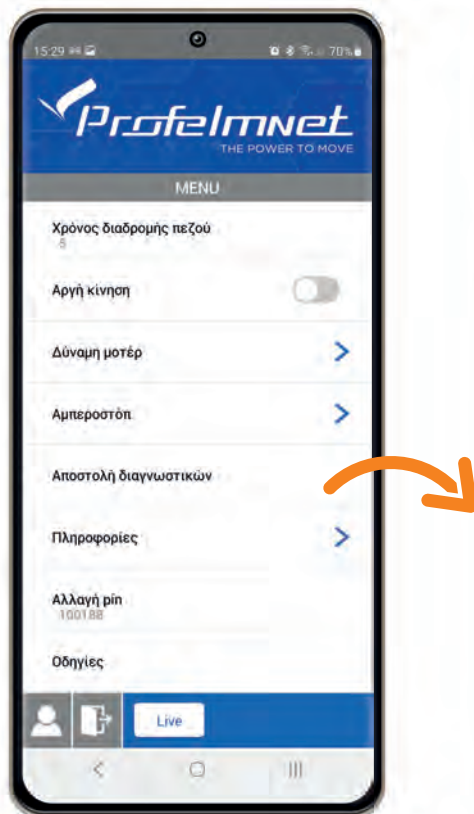 15:29
70%
Profelmnet
THE POWER TO MOVE
MENU
Χρόνος διαδρομής πεζού
Αργή κίνηση
Δύναμη μοτέρ
Αμπεροστόπ
Αποστολή διαγνωστικών
Πληροφορίες
Αλλαγή pin
100188
Οδηγίες
Live